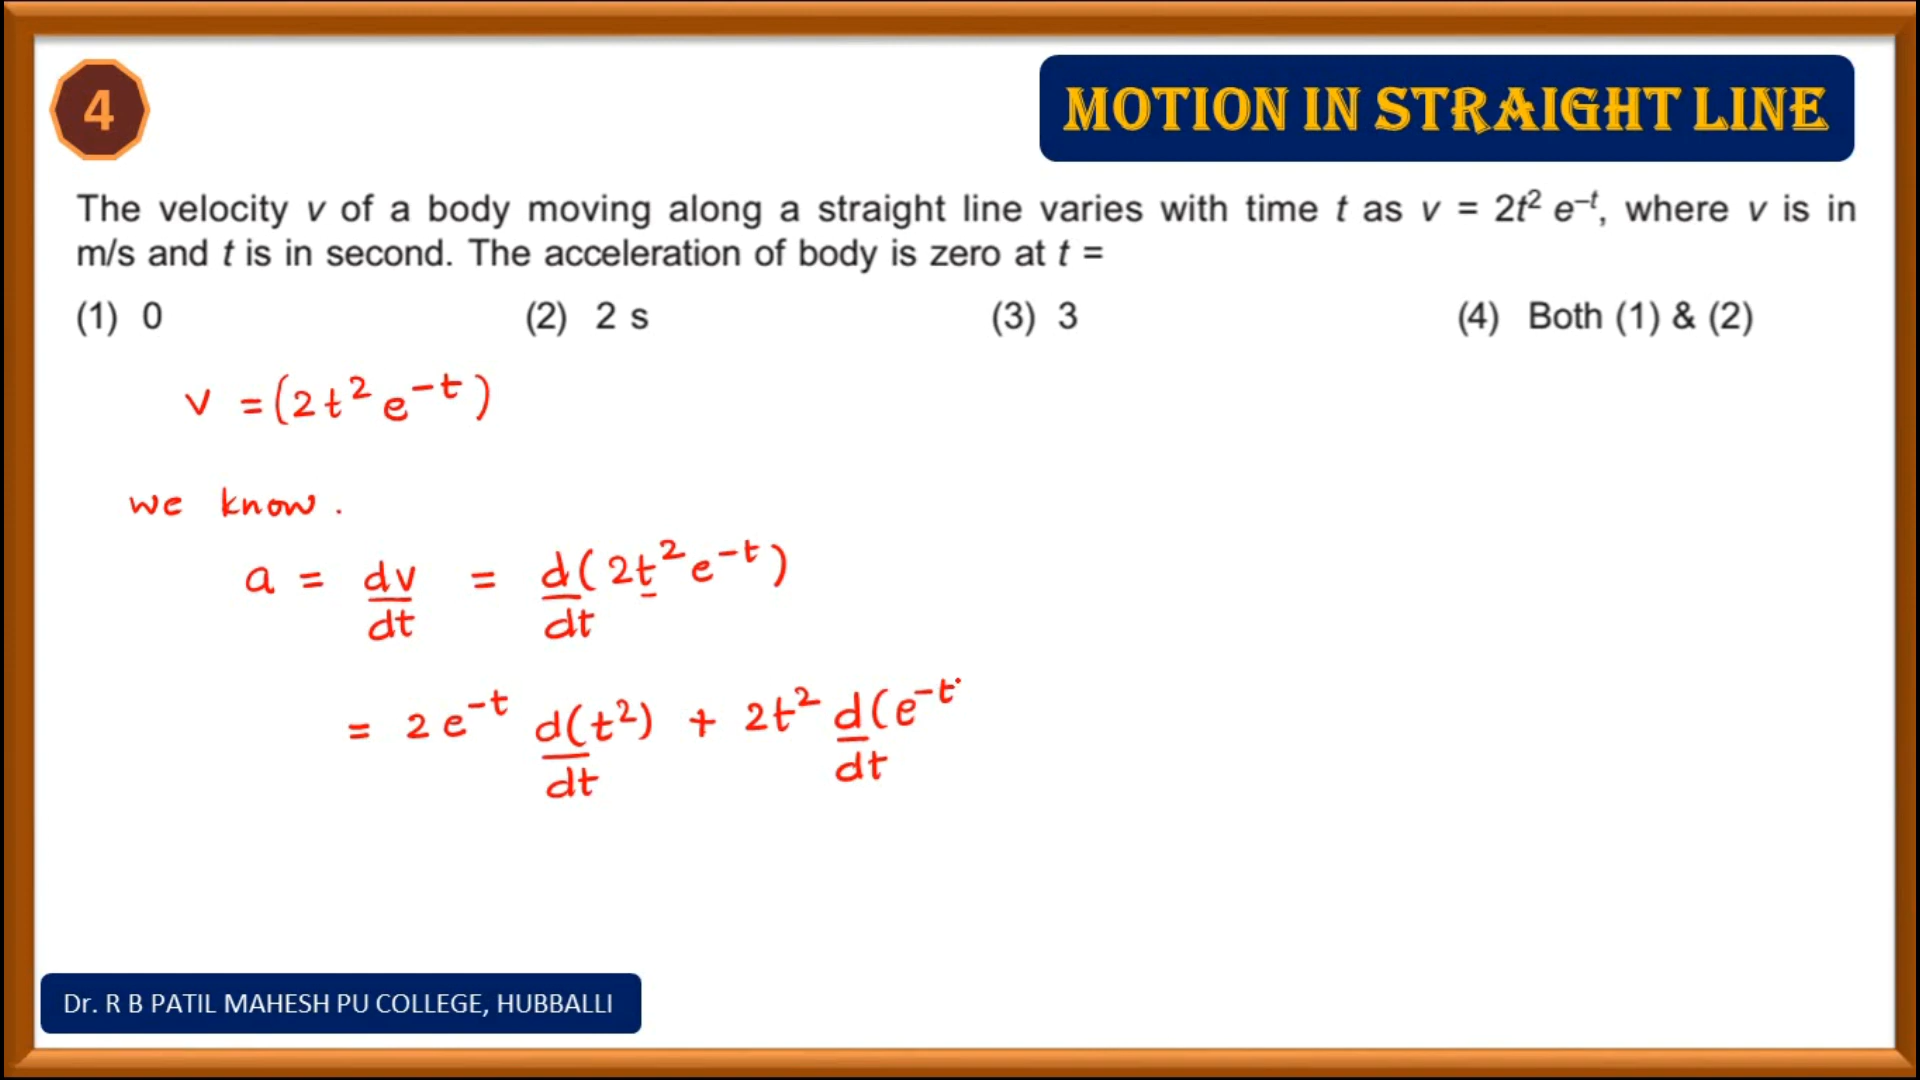 4
MOTION IN STRAIGHT LINE
The velocity v of a body moving along a straight line varies with time t as v = 2t² e⁻ᵗ, where v is in
m/s and t is in second. The acceleration of body is zero at t =
(1) 0 (2) 2 s (3) 3 (4) Both (1) & (2)
v = (2t² e⁻ᵗ)
we know.
a = dv/dt = d/dt (2t² e⁻ᵗ)
= 2 e⁻ᵗ d/dt (t²) + 2t² d/dt (e⁻ᵗ
Dr. R B PATIL MAHESH PU COLLEGE, HUBBALLI